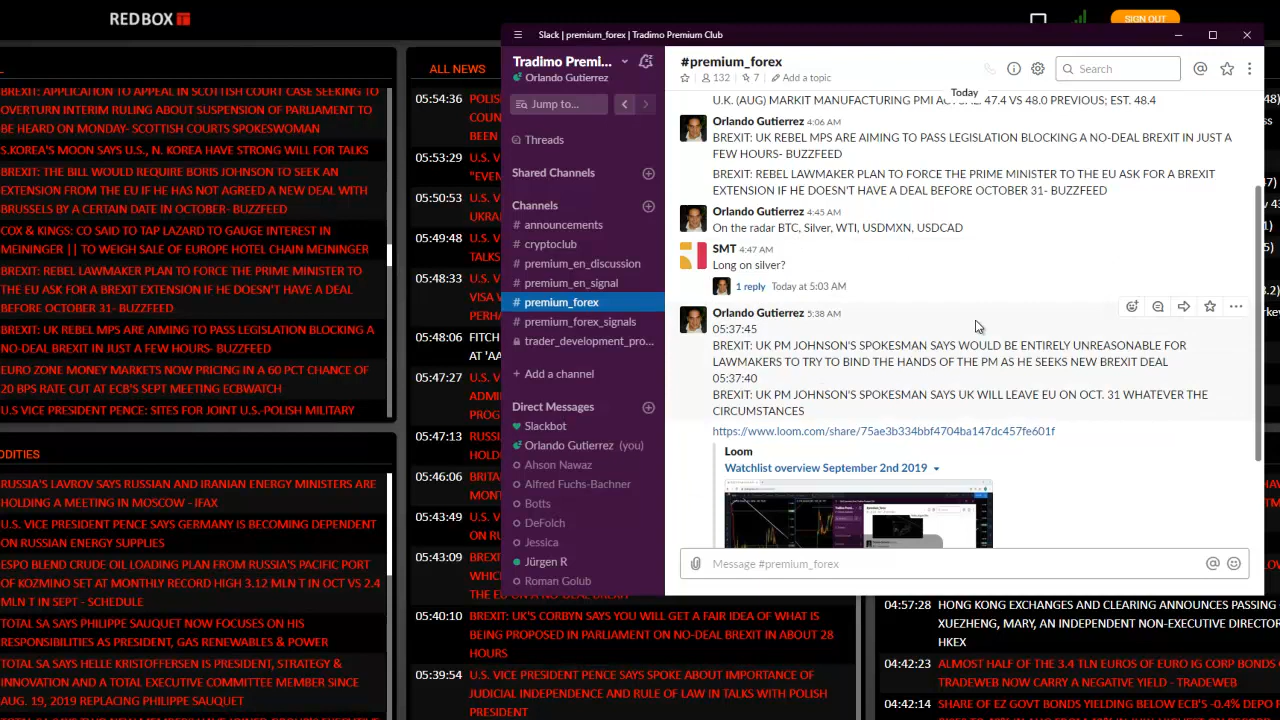 REDBOX
SIGN OUT
BREXIT: APPLICATION TO APPEAL IN SCOTTISH COURT CASE SEEKING TO
OVERTURN INTERIM RULING ABOUT SUSPENSION OF PARLIAMENT TO
BE HEARD ON MONDAY- SCOTTISH COURTS SPOKESWOMAN
S.KOREA'S MOON SAYS U.S., N. KOREA HAVE STRONG WILL FOR TALKS
BREXIT: THE BILL WOULD REQUIRE BORIS JOHNSON TO SEEK AN
EXTENSION FROM THE EU IF HE HAS NOT AGREED A NEW DEAL WITH
BRUSSELS BY A CERTAIN DATE IN OCTOBER- BUZZFEED
COX & KINGS: CO SAID TO TAP LAZARD TO GAUGE INTEREST IN
MEININGER || TO WEIGH SALE OF EUROPE HOTEL CHAIN MEININGER
BREXIT: REBEL LAWMAKER PLAN TO FORCE THE PRIME MINISTER TO
THE EU ASK FOR A BREXIT EXTENSION IF HE DOESN'T HAVE A DEAL
BEFORE OCTOBER 31- BUZZFEED
BREXIT: UK REBEL MPS ARE AIMING TO PASS LEGISLATION BLOCKING A
NO-DEAL BREXIT IN JUST A FEW HOURS- BUZZFEED
EURO ZONE MONEY MARKETS NOW PRICING IN A 60 PCT CHANCE OF
20 BPS RATE CUT AT ECB'S SEPT MEETING ECBWATCH
U.S VICE PRESIDENT PENCE: SITES FOR JOINT U.S.-POLISH MILITARY
ODITIES
RUSSIA'S LAVROV SAYS RUSSIAN AND IRANIAN ENERGY MINISTERS ARE
HOLDING A MEETING IN MOSCOW - IFAX
U.S. VICE PRESIDENT PENCE SAYS GERMANY IS BECOMING DEPENDENT
ON RUSSIAN ENERGY SUPPLIES
ESPO BLEND CRUDE OIL LOADING PLAN FROM RUSSIA'S PACIFIC PORT
OF KOZMINO SET AT MONTHLY RECORD HIGH 3.12 MLN T IN OCT VS 2.4
MLN T IN SEPT - SCHEDULE
TOTAL SA SAYS PHILIPPE SAUQUET NOW FOCUSES ON HIS
RESPONSIBILITIES AS PRESIDENT, GAS RENEWABLES & POWER
TOTAL SA SAYS HELLE KRISTOFFERSEN IS PRESIDENT, STRATEGY &
INNOVATION AND A TOTAL EXECUTIVE COMMITTEE MEMBER SINCE
AUG. 19, 2019 REPLACING PHILIPPE SAUQUET
ALL NEWS
05:54:36 POLIS
COUN
BEEN
05:53:29 U.S. V
"EVEN
05:50:53 U.S. V
UKRA
05:49:48 U.S. V
TALKS
05:48:33 U.S.
VISA
PERH
05:48:06 FITCH
AT 'AA
05:47:27 U.S.
ADMI
PROG
05:47:13 RUSSI
HOLD
05:46:06 BRITA
MONT
05:43:49 U.S. V
ON RU
05:43:09 BREXI
WHIC
05:40:10 BREXIT: UK'S CORBYN SAYS YOU WILL GET A FAIR IDEA OF WHAT IS
BEING PROPOSED IN PARLIAMENT ON NO-DEAL BREXIT IN ABOUT 28
HOURS
05:39:54 U.S. VICE PRESIDENT PENCE SAYS SPOKE ABOUT IMPORTANCE OF
JUDICIAL INDEPENDENCE AND RULE OF LAW IN TALKS WITH POLISH
PRESIDENT
Slack | premium_forex | Tradimo Premium Club
Tradimo Premi...
Orlando Gutierrez
Jump to...
Threads
Shared Channels
Channels
# announcements
# cryptoclub
# premium_en_discussion
# premium_en_signal
# premium_forex
# premium_forex_signals
trader_development_pro...
+ Add a channel
Direct Messages
Slackbot
Orlando Gutierrez (you)
Ahson Nawaz
Alfred Fuchs-Bachner
Botts
DeFolch
Jessica
Jürgen R
Roman Golub
#premium_forex
132
7
Add a topic
Search
Today
U.K. (AUG) MARKIT MANUFACTURING PMI ACTUAL: 47.4 VS 48.0 PREVIOUS; EST. 48.4
Orlando Gutierrez 4:06 AM
BREXIT: UK REBEL MPS ARE AIMING TO PASS LEGISLATION BLOCKING A NO-DEAL BREXIT IN JUST A
FEW HOURS- BUZZFEED
BREXIT: REBEL LAWMAKER PLAN TO FORCE THE PRIME MINISTER TO THE EU ASK FOR A BREXIT
EXTENSION IF HE DOESN'T HAVE A DEAL BEFORE OCTOBER 31- BUZZFEED
Orlando Gutierrez 4:45 AM
On the radar BTC, Silver, WTI, USDMXN, USDCAD
SMT 4:47 AM
Long on silver?
1 reply Today at 5:03 AM
Orlando Gutierrez 5:38 AM
05:37:45
BREXIT: UK PM JOHNSON'S SPOKESMAN SAYS WOULD BE ENTIRELY UNREASONABLE FOR
LAWMAKERS TO TRY TO BIND THE HANDS OF THE PM AS HE SEEKS NEW BREXIT DEAL
05:37:40
BREXIT: UK PM JOHNSON'S SPOKESMAN SAYS UK WILL LEAVE EU ON OCT. 31 WHATEVER THE
CIRCUMSTANCES
https://www.loom.com/share/75ae3b334bbf4704ba147dc457fe601f
Loom
Watchlist overview September 2nd 2019
Message #premium_forex
04:57:28 HONG KONG EXCHANGES AND CLEARING ANNOUNCES PASSING
XUEZHENG, MARY, AN INDEPENDENT NON-EXECUTIVE DIRECTOR
HKEX
04:42:23 ALMOST HALF OF THE 3.4 TLN EUROS OF EURO IG CORP BONDS
TRADEWEB NOW CARRY A NEGATIVE YIELD - TRADEWEB
04:42:14 SHARE OF EZ GOVT BONDS YIELDING BELOW ECB'S -0.4% DEPO